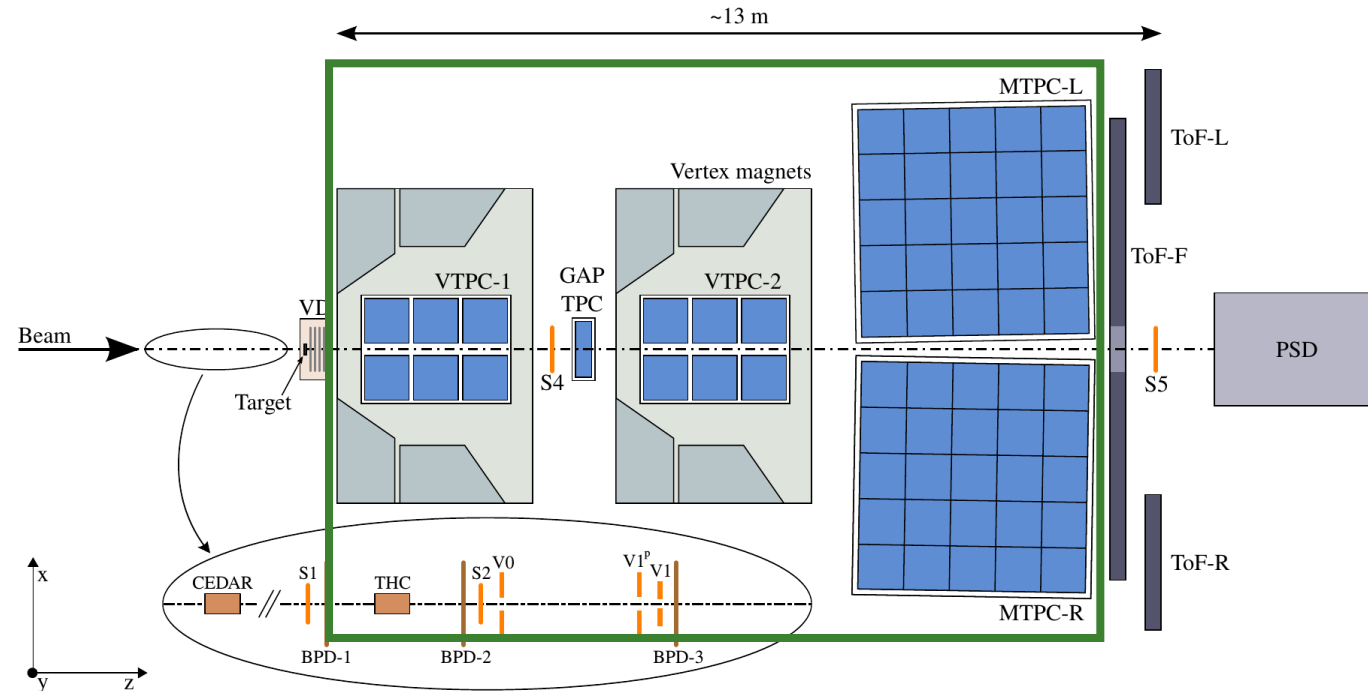 ~13 m
MTPC-L
ToF-L
Vertex magnets
ToF-F
VTPC-1
GAP
TPC
VTPC-2
VD
Beam
PSD
S4
S5
Target
ToF-R
x
CEDAR
S1
THC
S2
V0
V1ᵖ
V1
MTPC-R
BPD-1
BPD-2
BPD-3
y
z